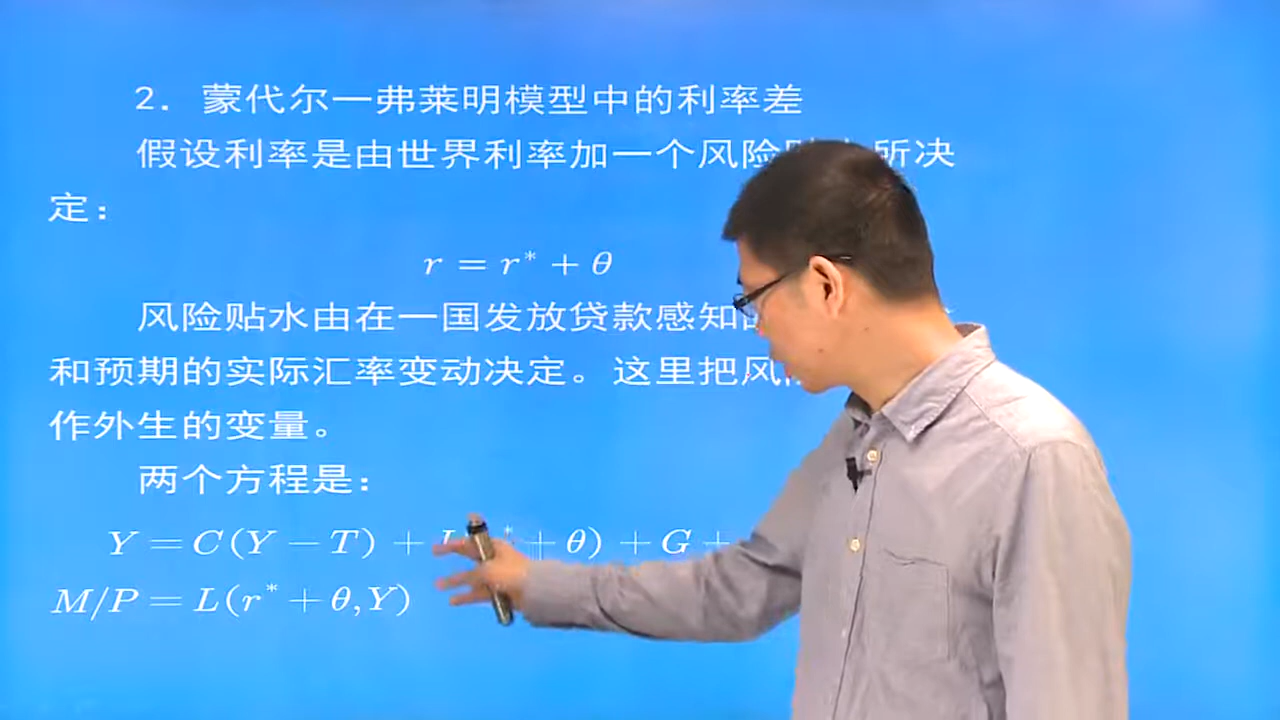 2. 蒙代尔—弗莱明模型中的利率差
假设利率是由世界利率加一个风险 所决
定：
r = r* + θ
风险贴水由在一国发放贷款感知
和预期的实际汇率变动决定。这里把风
作外生的变量。
两个方程是：
Y = C(Y − T) + * + θ) + G +
M/P = L(r* + θ,Y)